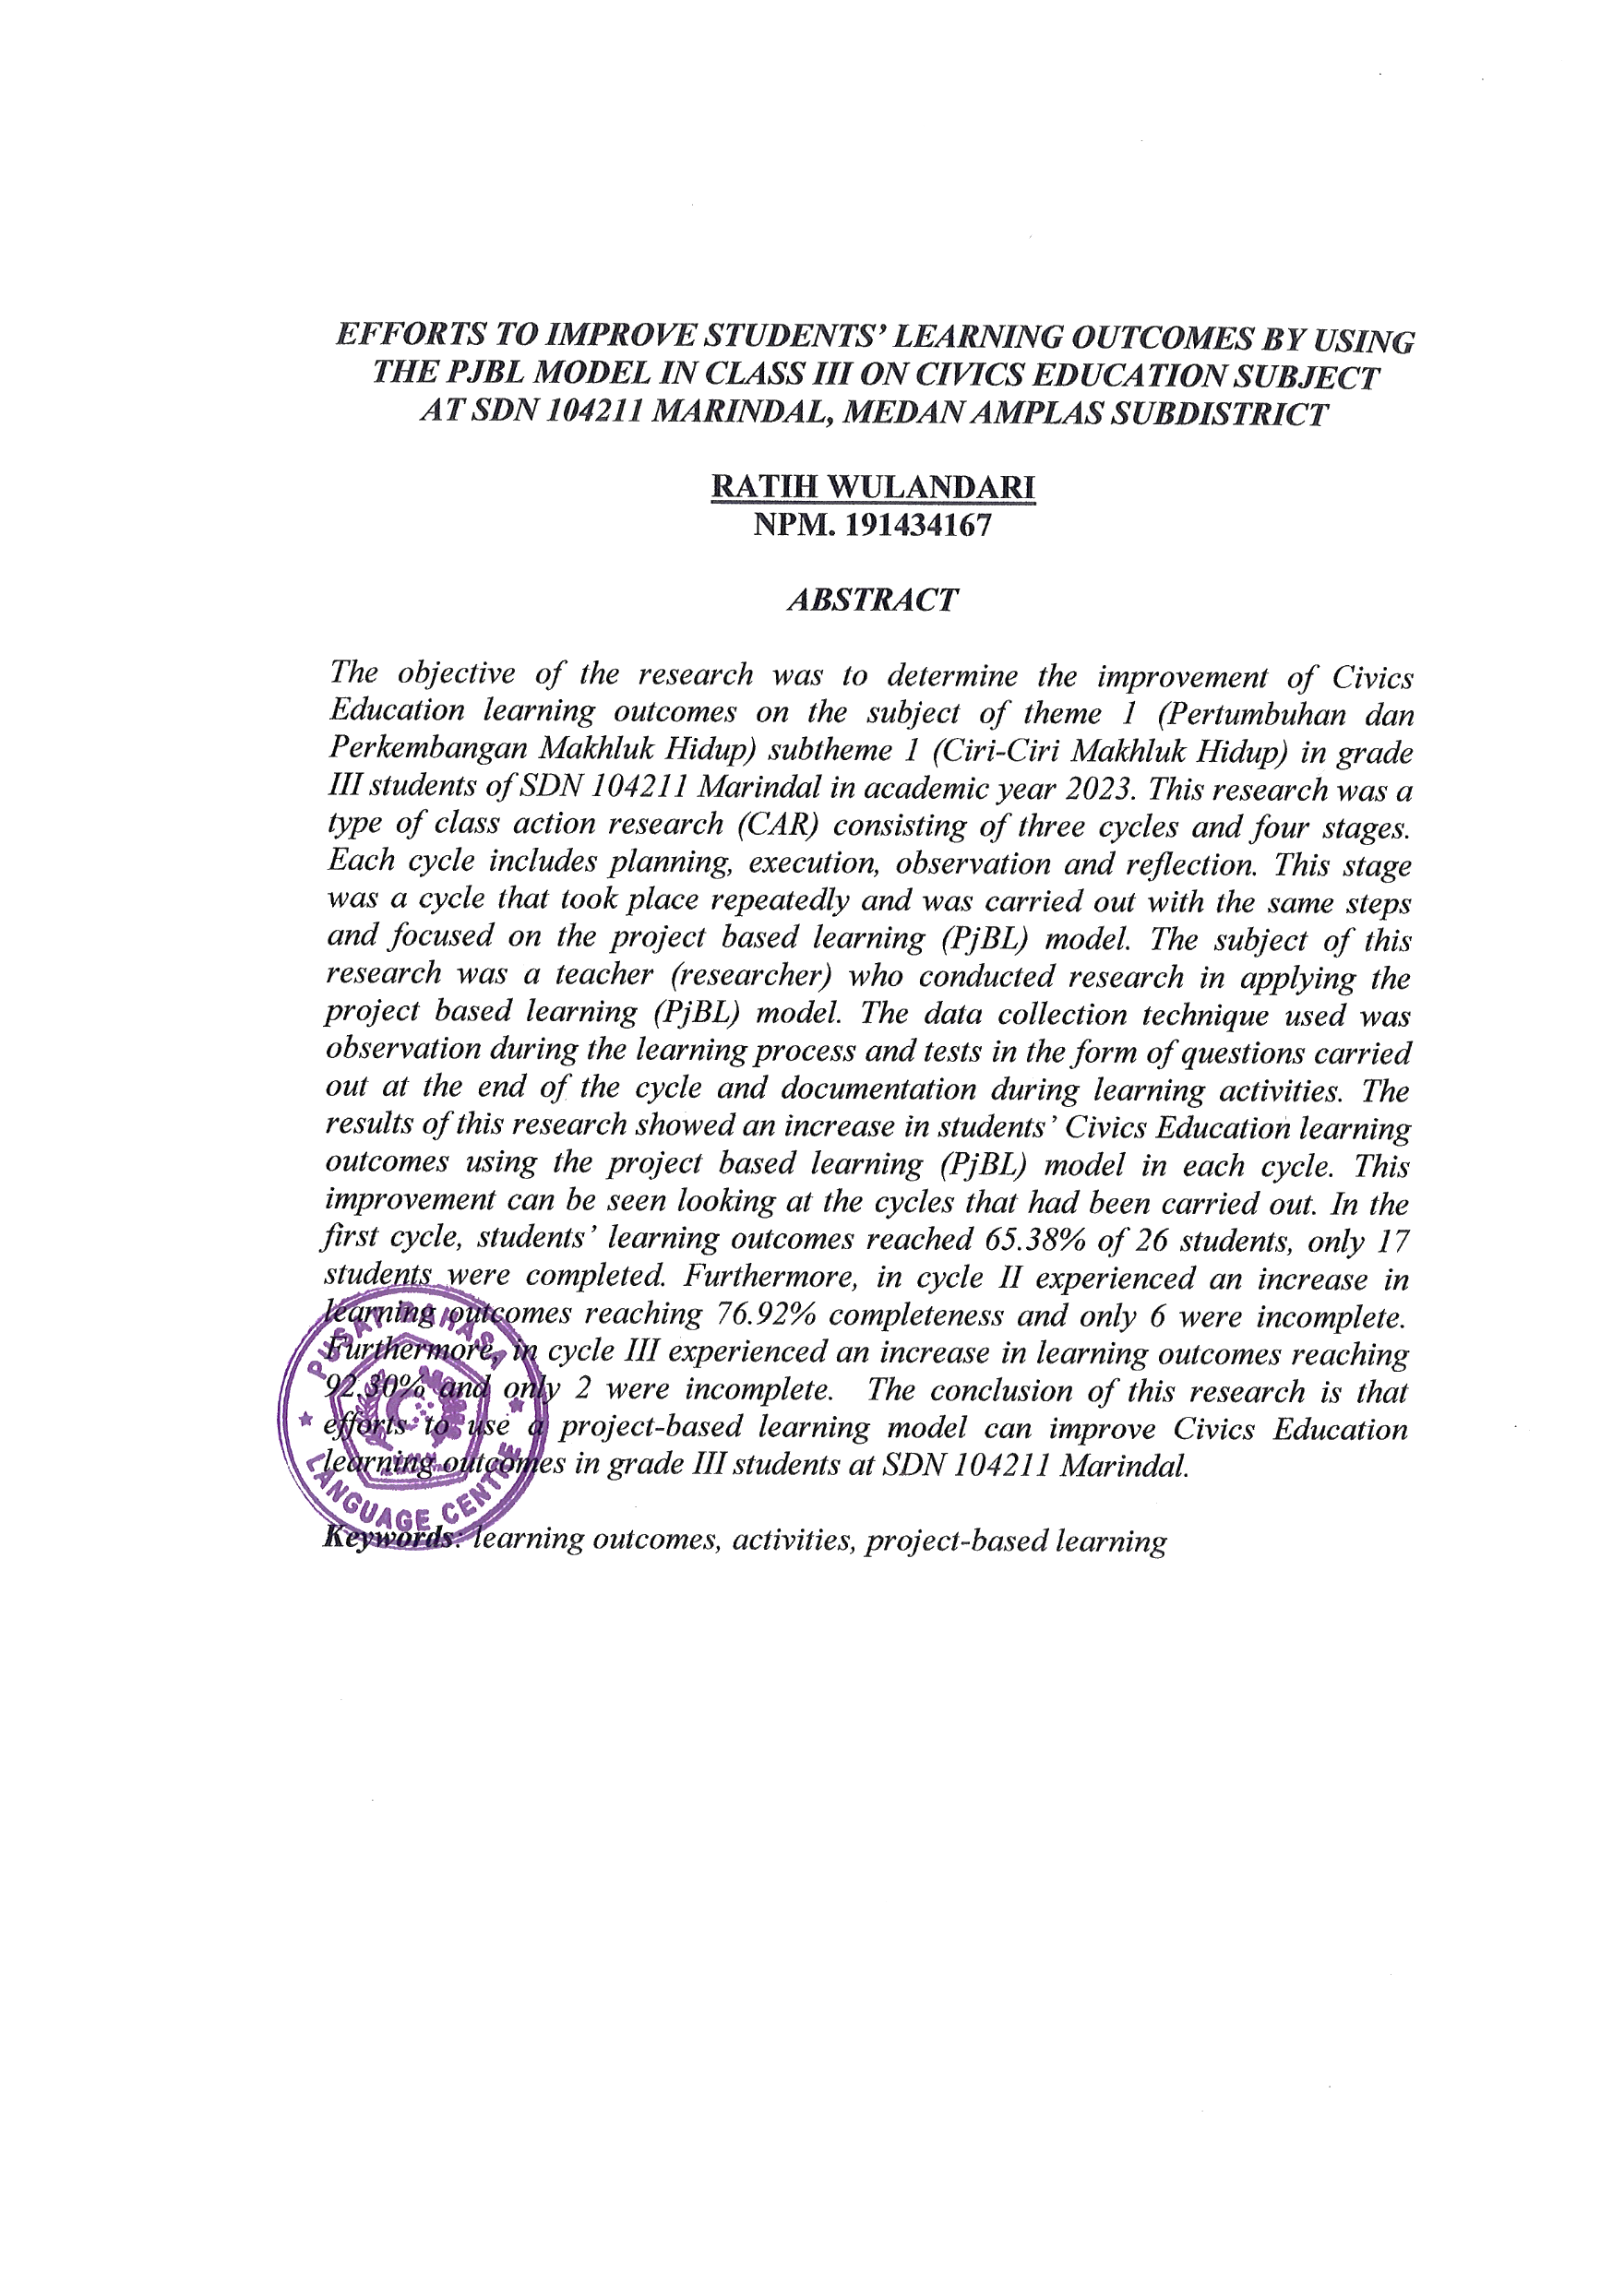 EFFORTS TO IMPROVE STUDENTS' LEARNING OUTCOMES BY USING
THE PJBL MODEL IN CLASS III ON CIVICS EDUCATION SUBJECT
AT SDN 104211 MARINDAL, MEDAN AMPLAS SUBDISTRICT
RATIH WULANDARI
NPM. 191434167
ABSTRACT
The objective of the research was to determine the improvement of Civics
Education learning outcomes on the subject of theme 1 (Pertumbuhan dan
Perkembangan Makhluk Hidup) subtheme 1 (Ciri-Ciri Makhluk Hidup) in grade
III students of SDN 104211 Marindal in academic year 2023. This research was a
type of class action research (CAR) consisting of three cycles and four stages.
Each cycle includes planning, execution, observation and reflection. This stage
was a cycle that took place repeatedly and was carried out with the same steps
and focused on the project based learning (PjBL) model. The subject of this
research was a teacher (researcher) who conducted research in applying the
project based learning (PjBL) model. The data collection technique used was
observation during the learning process and tests in the form of questions carried
out at the end of the cycle and documentation during learning activities. The
results of this research showed an increase in students' Civics Education learning
outcomes using the project based learning (PjBL) model in each cycle. This
improvement can be seen looking at the cycles that had been carried out. In the
first cycle, students' learning outcomes reached 65.38% of 26 students, only 17
students were completed. Furthermore, in cycle II experienced an increase in
learning outcomes reaching 76.92% completeness and only 6 were incomplete.
Furthermore, in cycle III experienced an increase in learning outcomes reaching
92.30% and only 2 were incomplete. The conclusion of this research is that
efforts to use a project-based learning model can improve Civics Education
learning outcomes in grade III students at SDN 104211 Marindal.
Keywords: learning outcomes, activities, project-based learning
PUSAT BAHASA
LANGUAGE CENTRE